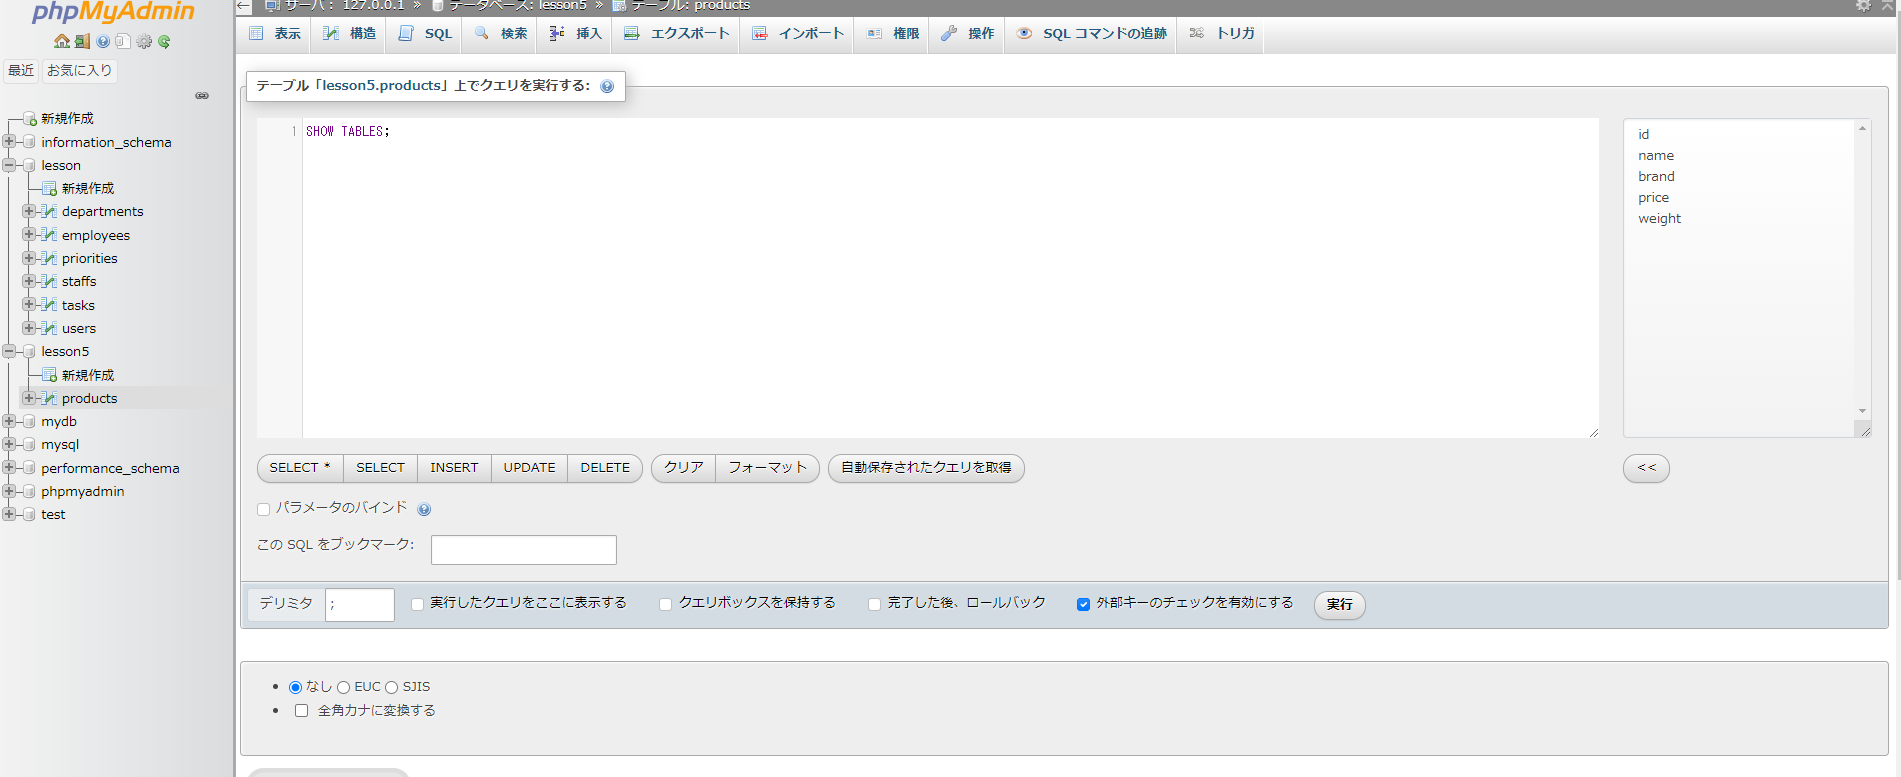 phpMyAdmin
最近 お気に入り
新規作成
information_schema
lesson
新規作成
departments
employees
priorities
staffs
tasks
users
lesson5
新規作成
products
mydb
mysql
performance_schema
phpmyadmin
test
サーバ: 127.0.0.1 » データベース: lesson5 » テーブル: products
表示 構造 SQL 検索 挿入 エクスポート インポート 権限 操作 SQL コマンドの追跡 トリガ
テーブル「lesson5.products」上でクエリを実行する:
1 SHOW TABLES;
id
name
brand
price
weight
SELECT * SELECT INSERT UPDATE DELETE クリア フォーマット 自動保存されたクエリを取得 <<
パラメータのバインド
この SQL をブックマーク:
デリミタ ; 実行したクエリをここに表示する クエリボックスを保持する 完了した後、ロールバック 外部キーのチェックを有効にする 実行
なし EUC SJIS
全角カナに変換する